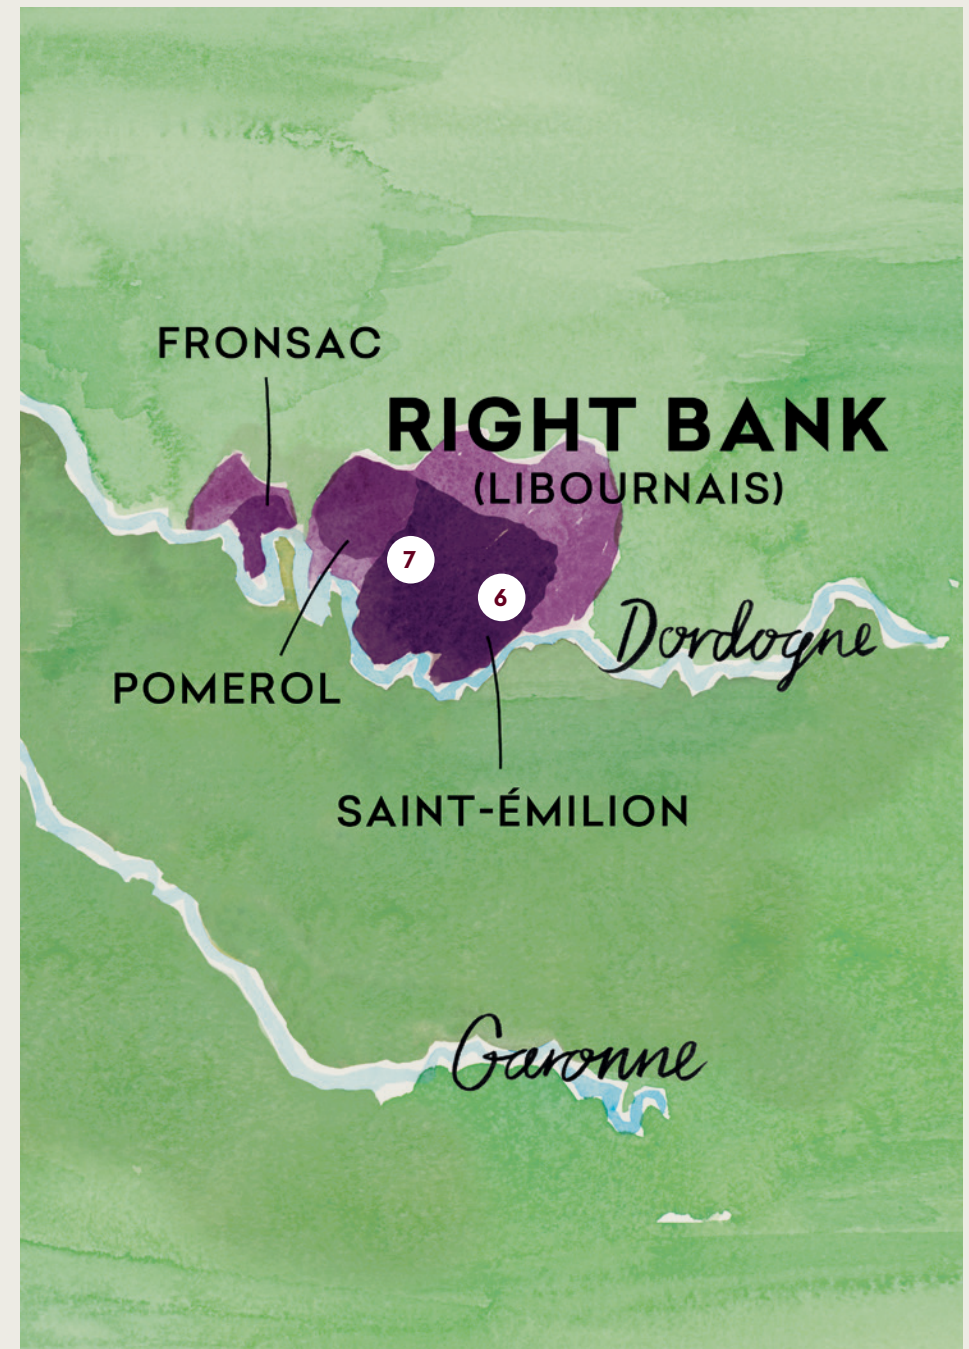 FRONSAC
RIGHT BANK
(LIBOURNAIS)
7
6
Dordogne
POMEROL
SAINT-ÉMILION
Garonne